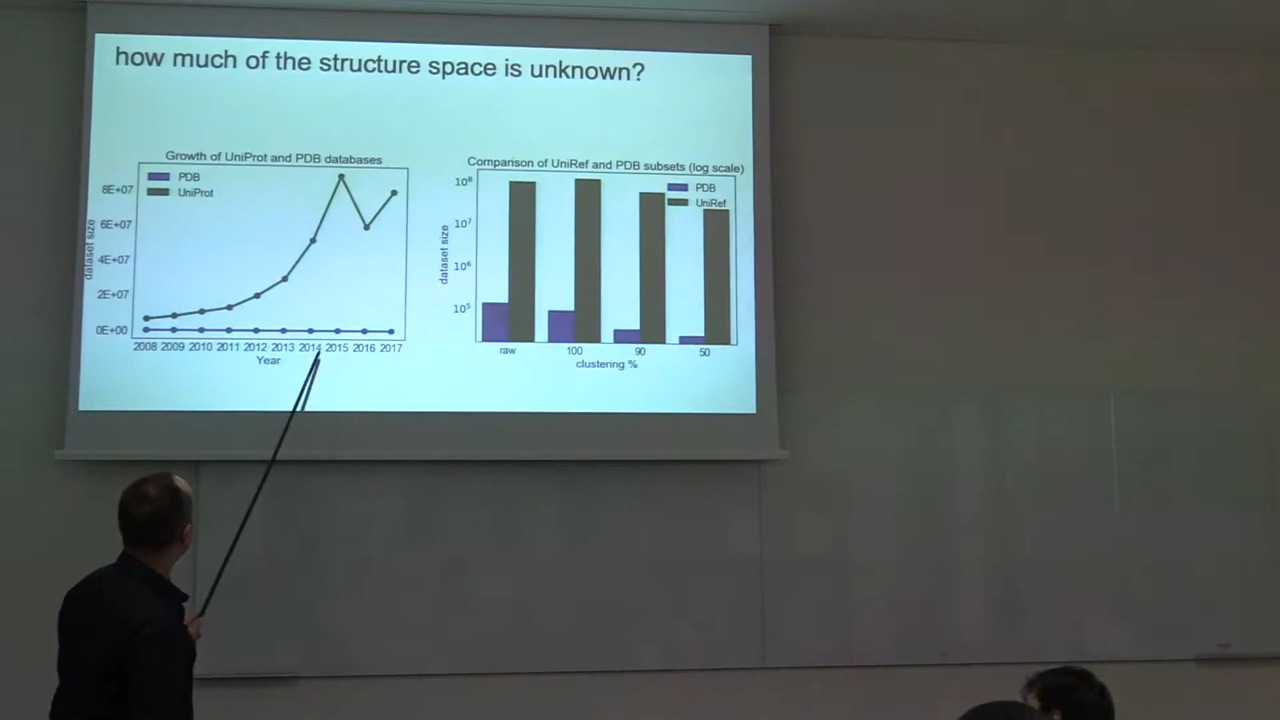 how much of the structure space is unknown?
Growth of UniProt and PDB databases
PDB
UniProt
dataset size
8E+07
6E+07
4E+07
2E+07
0E+00
2008 2009 2010 2011 2012 2013 2014 2015 2016 2017
Year
Comparison of UniRef and PDB subsets (log scale)
PDB
UniRef
dataset size
10⁸
10⁷
10⁶
10⁵
raw 100 90 50
clustering %